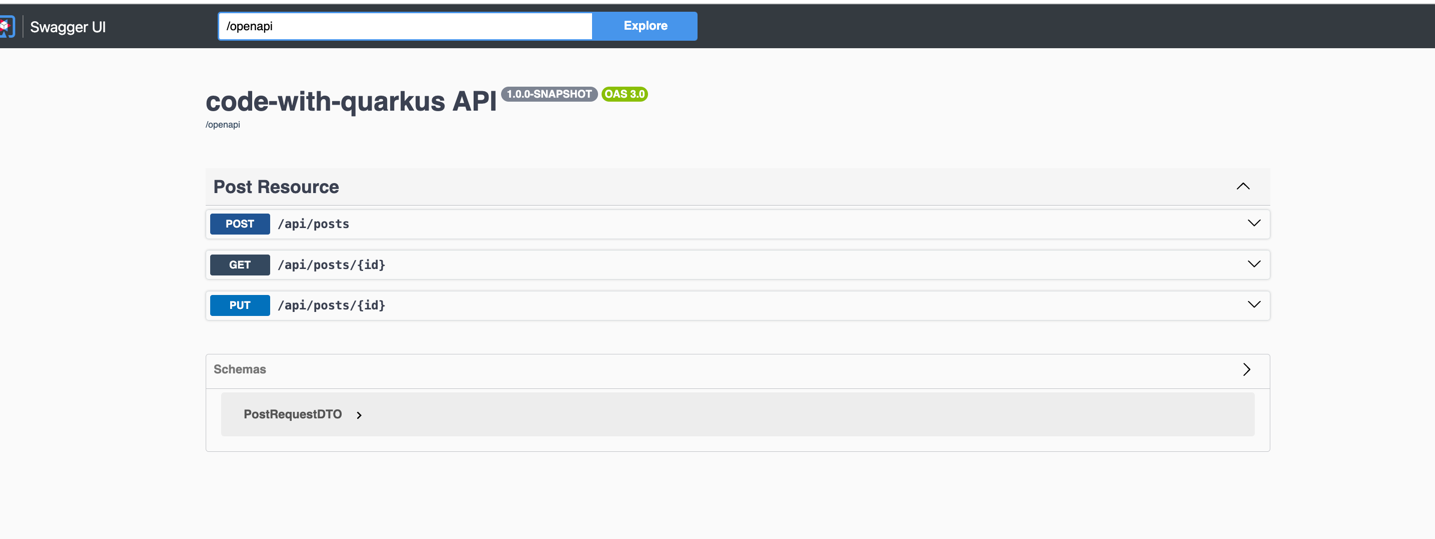 Swagger UI
/openapi
Explore
code-with-quarkus API 1.0.0-SNAPSHOT OAS 3.0
/openapi
Post Resource
POST /api/posts
GET /api/posts/{id}
PUT /api/posts/{id}
Schemas
PostRequestDTO